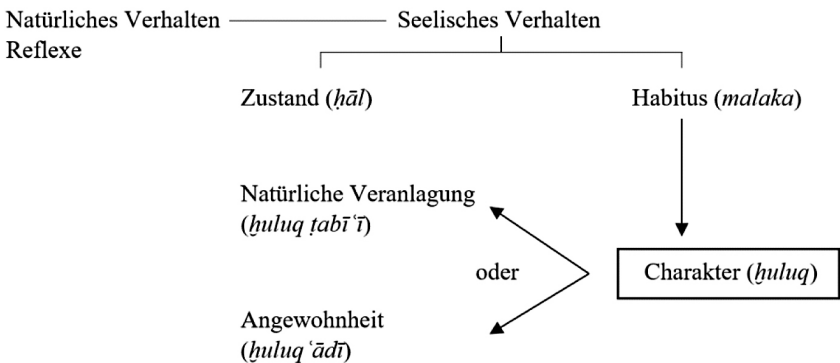 Natürliches Verhalten
Seelisches Verhalten
Reflexe
Zustand (ḥāl)
Habitus (malaka)
Natürliche Veranlagung
(ḫuluq ṭabīʿī)
oder
Charakter (ḫuluq)
Angewohnheit
(ḫuluq ʿādī)